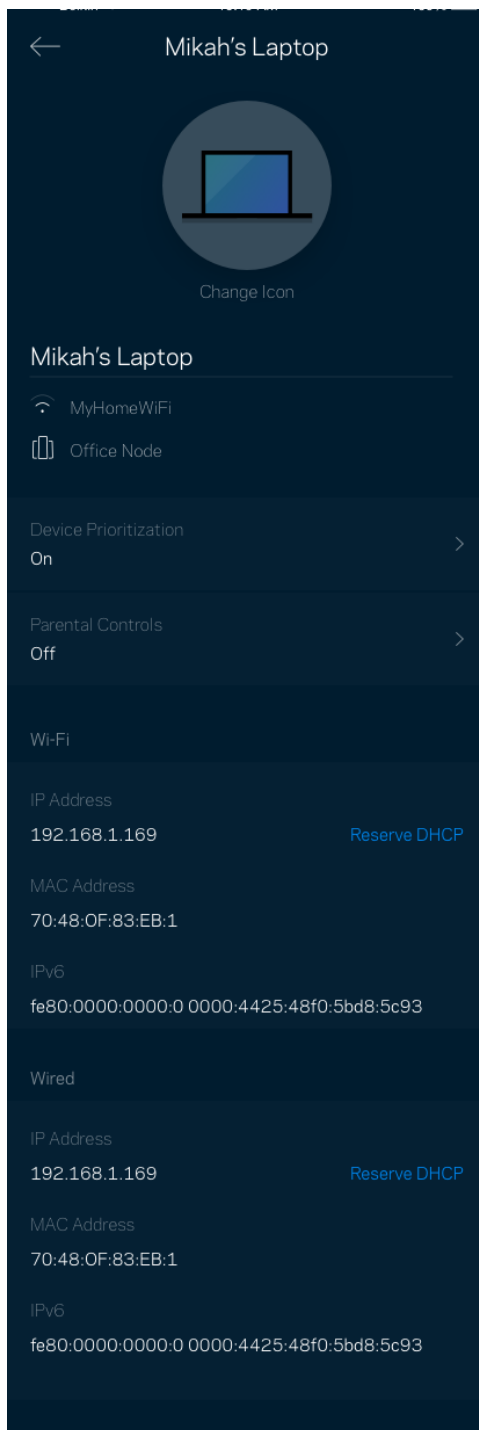 Mikah’s Laptop
Change Icon
Mikah’s Laptop
MyHomeWiFi
Office Node
Device Prioritization
On
Parental Controls
Off
Wi-Fi
IP Address
192.168.1.169 Reserve DHCP
MAC Address
70:48:0F:83:EB:1
IPv6
fe80:0000:0000:0 0000:4425:48f0:5bd8:5c93
Wired
IP Address
192.168.1.169 Reserve DHCP
MAC Address
70:48:0F:83:EB:1
IPv6
fe80:0000:0000:0 0000:4425:48f0:5bd8:5c93